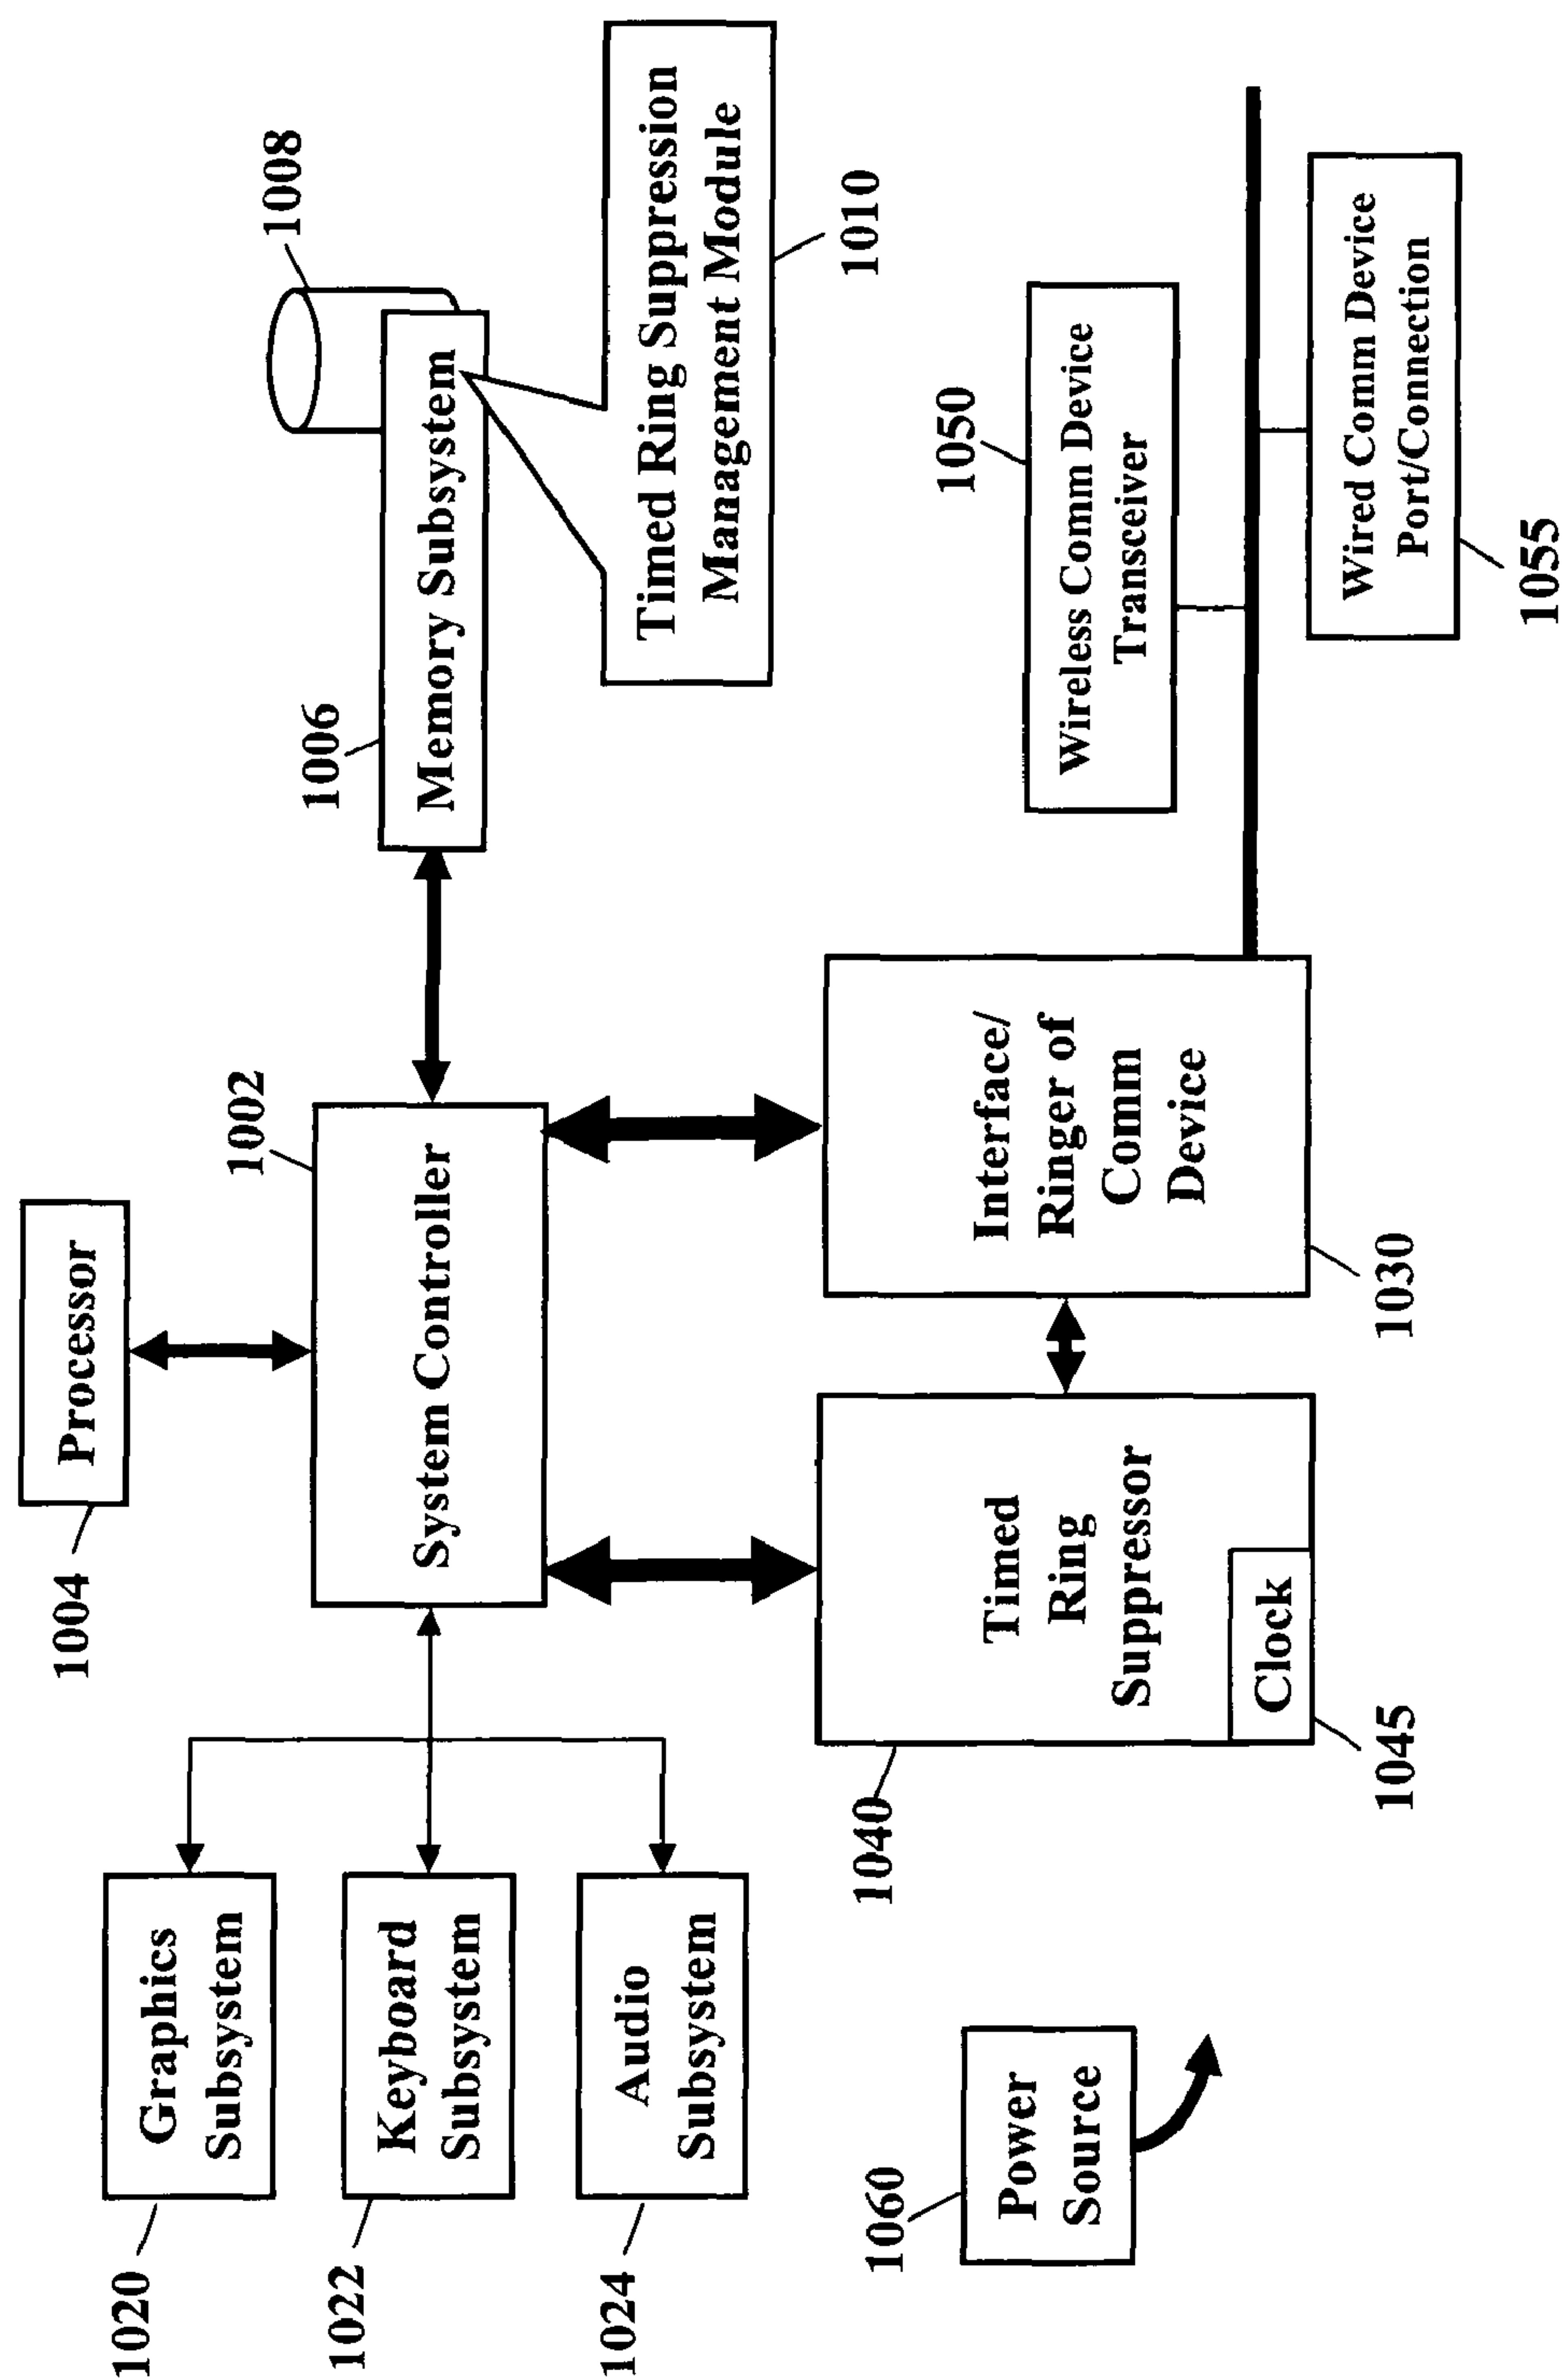 1004
Processor
1020
Graphics
Subsystem
1022
Keyboard
Subsystem
1024
Audio
Subsystem
1002
System Controller
1006
Memory Subsystem
1008
Timed Ring Suppression
Management Module
1010
1040
Timed
Ring
Suppressor
Clock
1045
Interface/
Ringer of
Comm
Device
1030
1050
Wireless Comm Device
Transceiver
Wired Comm Device
Port/Connection
1055
1060
Power
Source